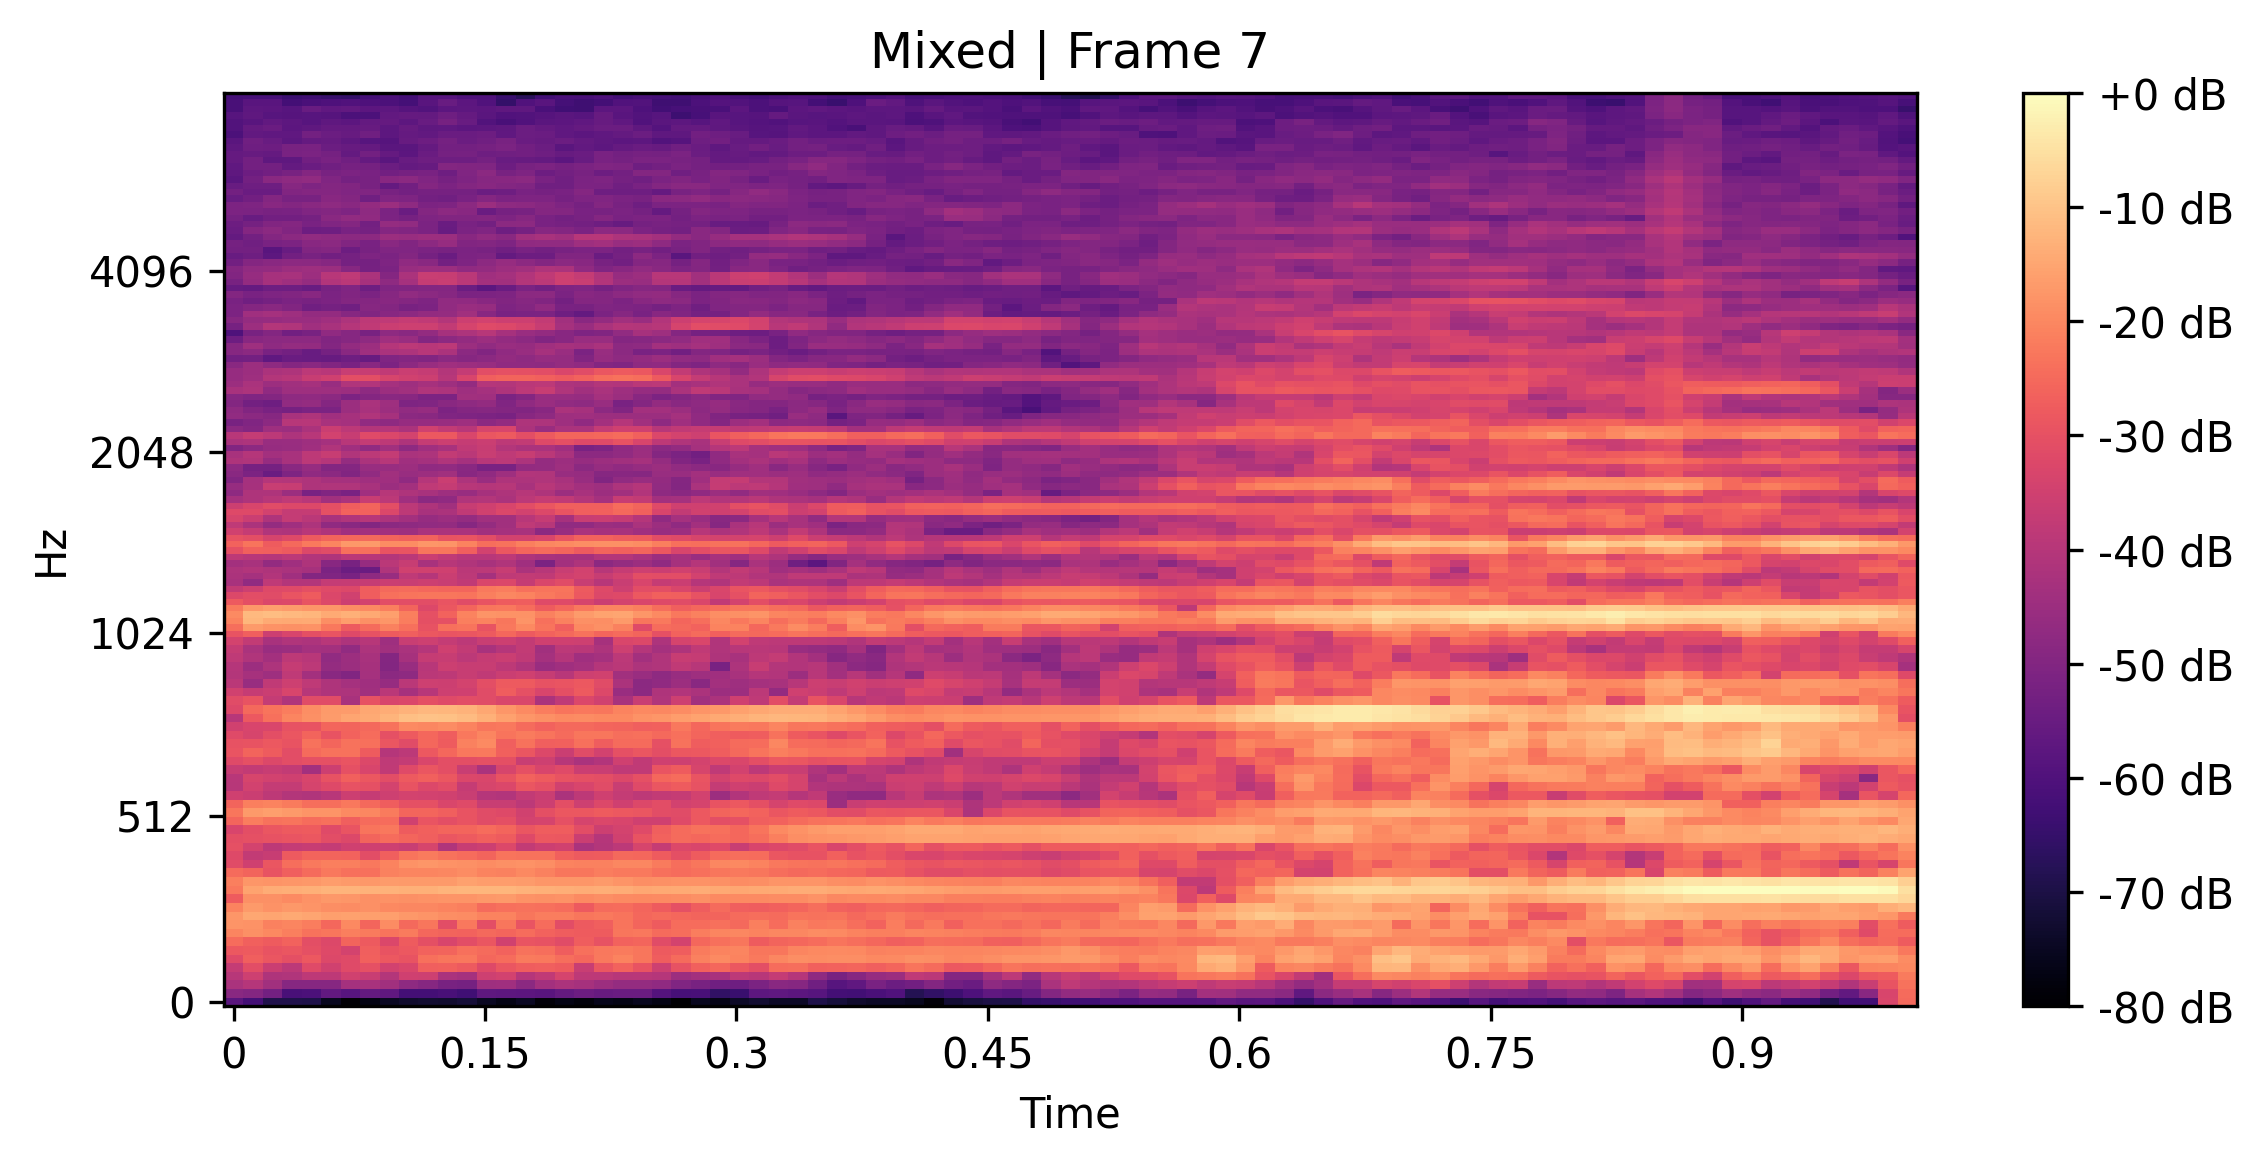 Mixed | Frame 7
+0 dB
-10 dB
-20 dB
-30 dB
-40 dB
-50 dB
-60 dB
-70 dB
-80 dB
Hz
4096
2048
1024
512
0
0 0.15 0.3 0.45 0.6 0.75 0.9
Time